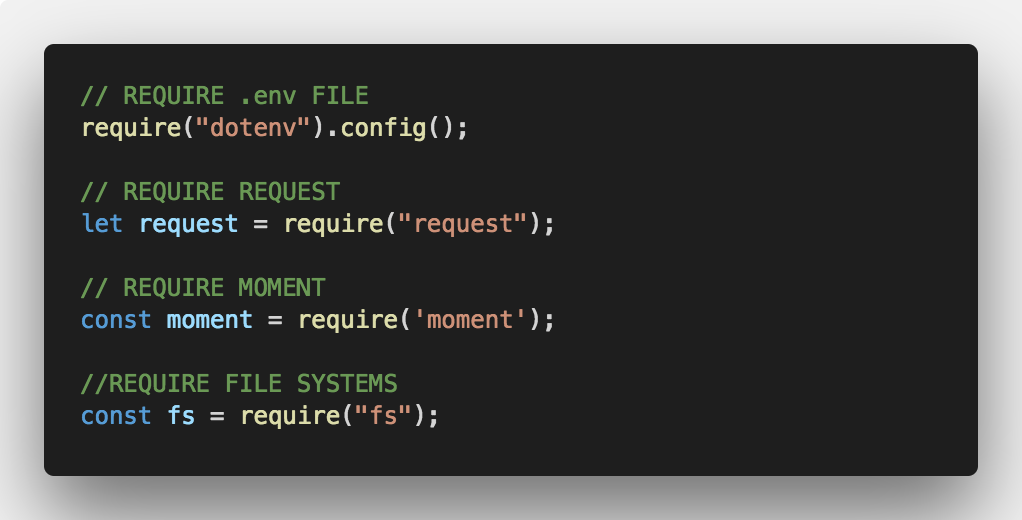 // REQUIRE .env FILE
require("dotenv").config();
// REQUIRE REQUEST
let request = require("request");
// REQUIRE MOMENT
const moment = require('moment');
//REQUIRE FILE SYSTEMS
const fs = require("fs");